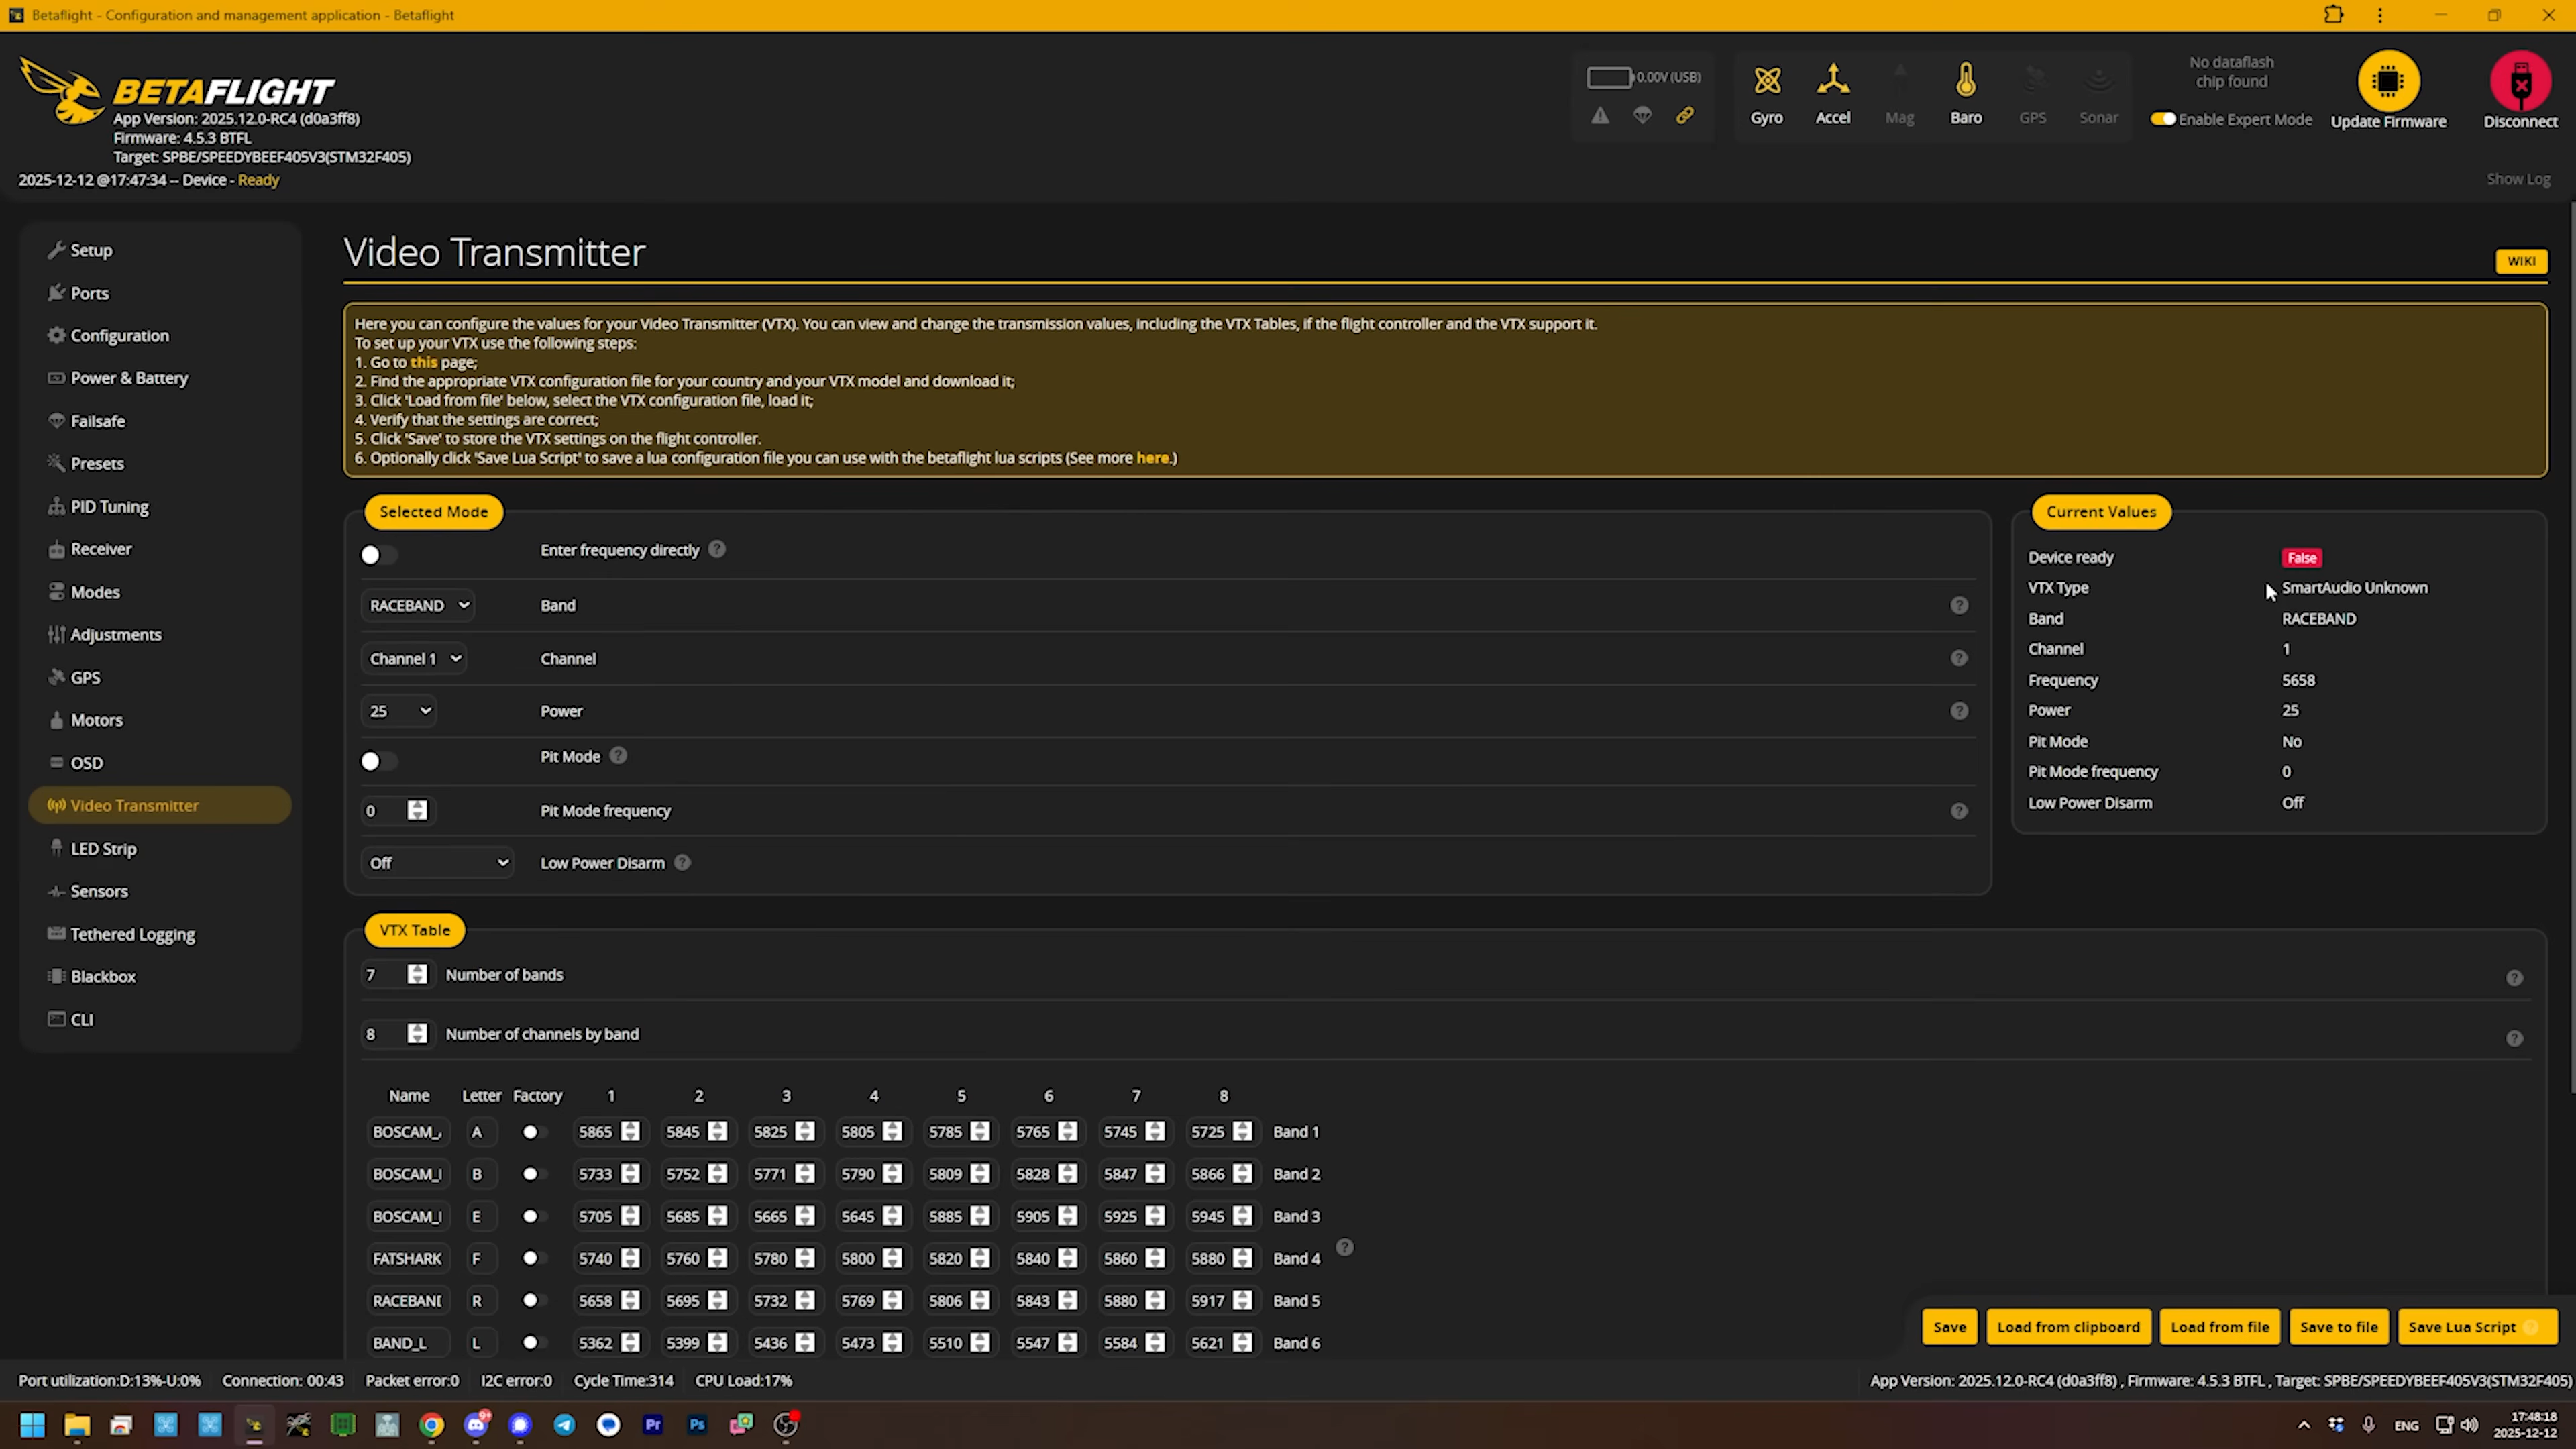 Betaflight - Configuration and management application - Betaflight
BETAFLIGHT
App Version: 2025.12.0-RC4 (d0a3ff8)
Firmware: 4.5.3 BTFL
Target: SPBE/SPEEDYBEEF405V3(STM32F405)
2025-12-12 @17:47:34 -- Device - Ready
0.00V (USB)
Gyro Accel Mag Baro GPS Sonar
No dataflash
chip found
Enable Expert Mode
Update Firmware
Disconnect
Show Log
Setup
Ports
Configuration
Power & Battery
Failsafe
Presets
PID Tuning
Receiver
Modes
Adjustments
GPS
Motors
OSD
Video Transmitter
LED Strip
Sensors
Tethered Logging
Blackbox
CLI
Video Transmitter
WIKI
Here you can configure the values for your Video Transmitter (VTX). You can view and change the transmission values, including the VTX Tables, if the flight controller and the VTX support it.
To set up your VTX use the following steps:
1. Go to this page;
2. Find the appropriate VTX configuration file for your country and your VTX model and download it;
3. Click 'Load from file' below, select the VTX configuration file, load it;
4. Verify that the settings are correct;
5. Click 'Save' to store the VTX settings on the flight controller.
6. Optionally click 'Save Lua Script' to save a lua configuration file you can use with the betaflight lua scripts (See more here.)
Selected Mode
Enter frequency directly ?
RACEBAND Band ?
Channel 1 Channel ?
25 Power ?
Pit Mode ?
0 Pit Mode frequency ?
Off Low Power Disarm ?
Current Values
Device ready False
VTX Type SmartAudio Unknown
Band RACEBAND
Channel 1
Frequency 5658
Power 25
Pit Mode No
Pit Mode frequency 0
Low Power Disarm Off
VTX Table
7 Number of bands ?
8 Number of channels by band ?
Name Letter Factory 1 2 3 4 5 6 7 8
BOSCAM_ A 5865 5845 5825 5805 5785 5765 5745 5725 Band 1
BOSCAM_ B 5733 5752 5771 5790 5809 5828 5847 5866 Band 2
BOSCAM_ E 5705 5685 5665 5645 5885 5905 5925 5945 Band 3
FATSHARK F 5740 5760 5780 5800 5820 5840 5860 5880 Band 4 ?
RACEBAN R 5658 5695 5732 5769 5806 5843 5880 5917 Band 5
BAND_L L 5362 5399 5436 5473 5510 5547 5584 5621 Band 6
Save Load from clipboard Load from file Save to file Save Lua Script
Port utilization:D:13%-U:0% Connection: 00:43 Packet error:0 I2C error:0 Cycle Time:314 CPU Load:17%
App Version: 2025.12.0-RC4 (d0a3ff8) , Firmware: 4.5.3 BTFL , Target: SPBE/SPEEDYBEEF405V3(STM32F405)
9+
Pr
Ps
ENG
17:48:18
2025-12-12